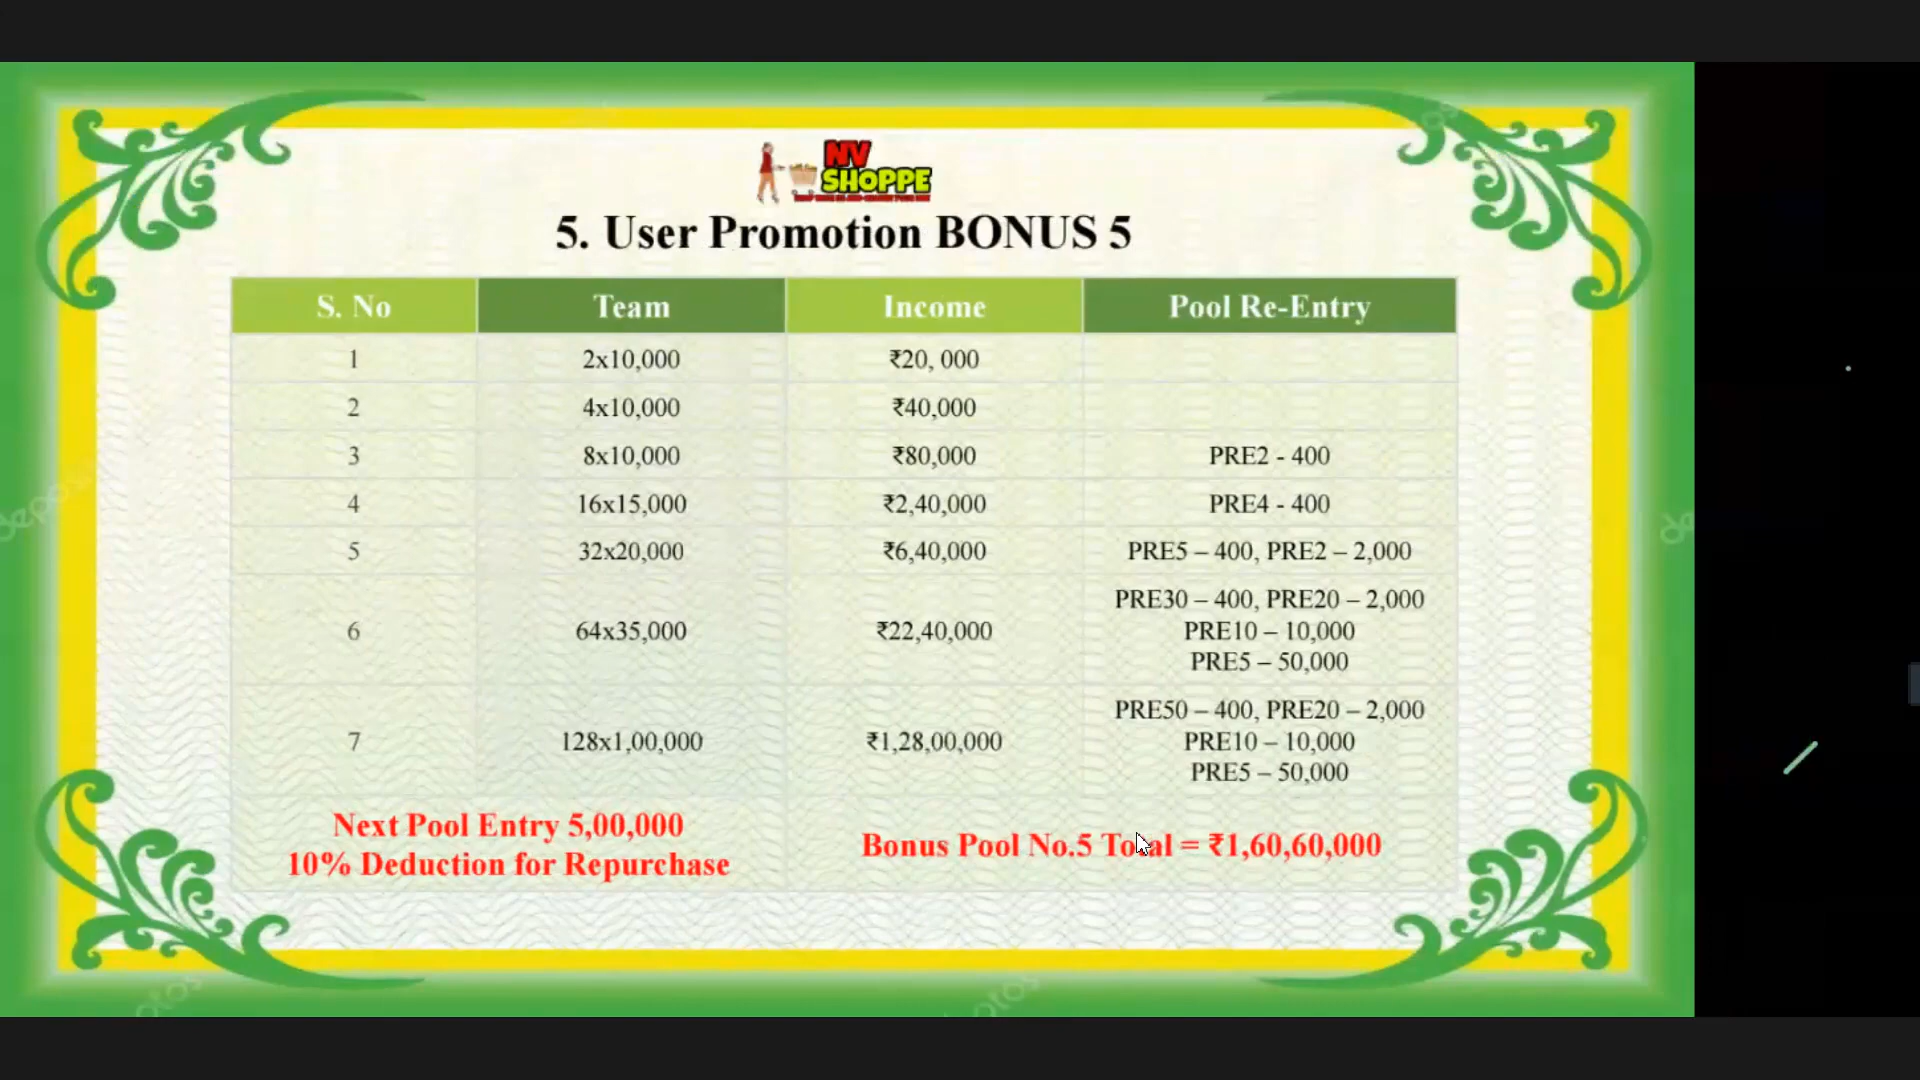 NV
SHOPPE
5. User Promotion BONUS 5
S. No Team Income Pool Re-Entry
1 2x10,000 ₹20, 000
2 4x10,000 ₹40,000
3 8x10,000 ₹80,000 PRE2 - 400
4 16x15,000 ₹2,40,000 PRE4 - 400
5 32x20,000 ₹6,40,000 PRE5 – 400, PRE2 – 2,000
6 64x35,000 ₹22,40,000 PRE30 – 400, PRE20 – 2,000
PRE10 – 10,000
PRE5 – 50,000
7 128x1,00,000 ₹1,28,00,000 PRE50 – 400, PRE20 – 2,000
PRE10 – 10,000
PRE5 – 50,000
Next Pool Entry 5,00,000
10% Deduction for Repurchase
Bonus Pool No.5 Total = ₹1,60,60,000